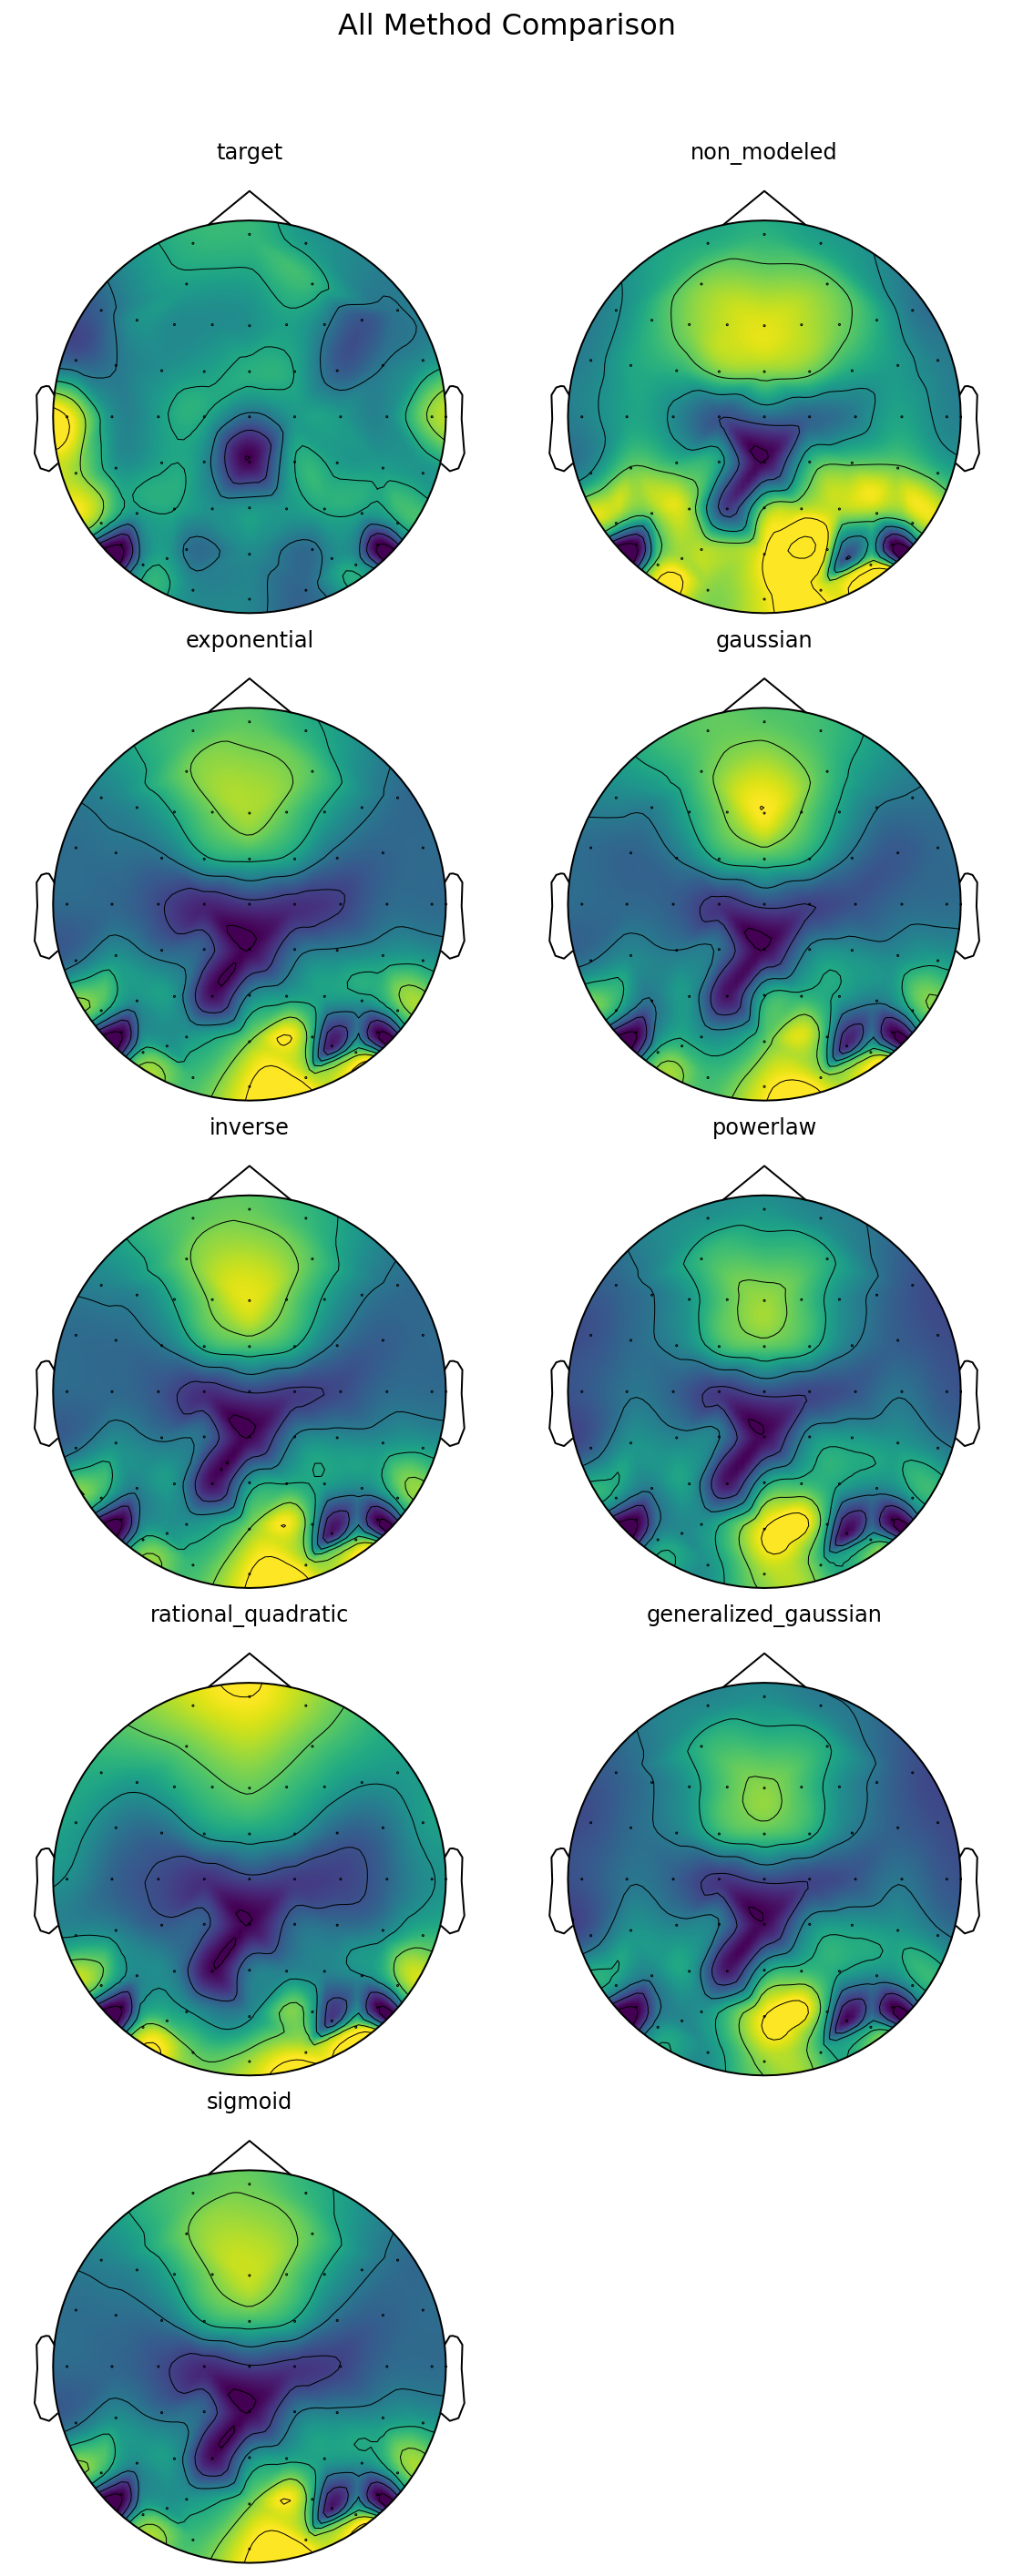 All Method Comparison
target
non_modeled
exponential
gaussian
inverse
powerlaw
rational_quadratic
generalized_gaussian
sigmoid